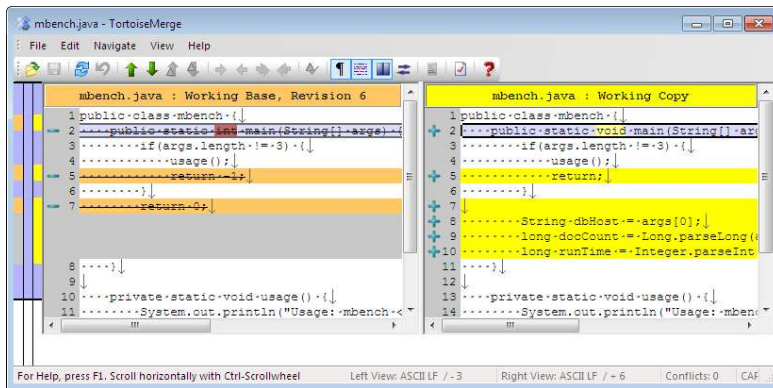 mbench.java - TortoiseMerge
File Edit Navigate View Help
mbench.java : Working Base, Revision 6
1 public·class·mbench·{↓
2 ····public·static·int·main(String[]·args)·{
3 ········if(args.length·!=·3)·{↓
4 ············usage();↓
5 ············return·-1;↓
6 ········}↓
7 ········return·0;↓
8 ····}↓
9 ↓
10 ····private·static·void·usage()·{↓
11 ········System.out.println("Usage:·mbench·<
mbench.java : Working Copy
1 public·class·mbench·{↓
2 ····public·static·void·main(String[]·arg
3 ········if(args.length·!=·3)·{↓
4 ············usage();↓
5 ············return;↓
6 ········}↓
7 ↓
8 ········String·dbHost·=·args[0];↓
9 ········long·docCount·=·Long.parseLong(a
10 ········long·runTime·=·Integer.parseInt
11 ····}↓
12 ↓
13 ····private·static·void·usage()·{↓
14 ········System.out.println("Usage:·mben
For Help, press F1. Scroll horizontally with Ctrl-Scrollwheel Left View: ASCII LF / - 3 Right View: ASCII LF / + 6 Conflicts: 0 CAP